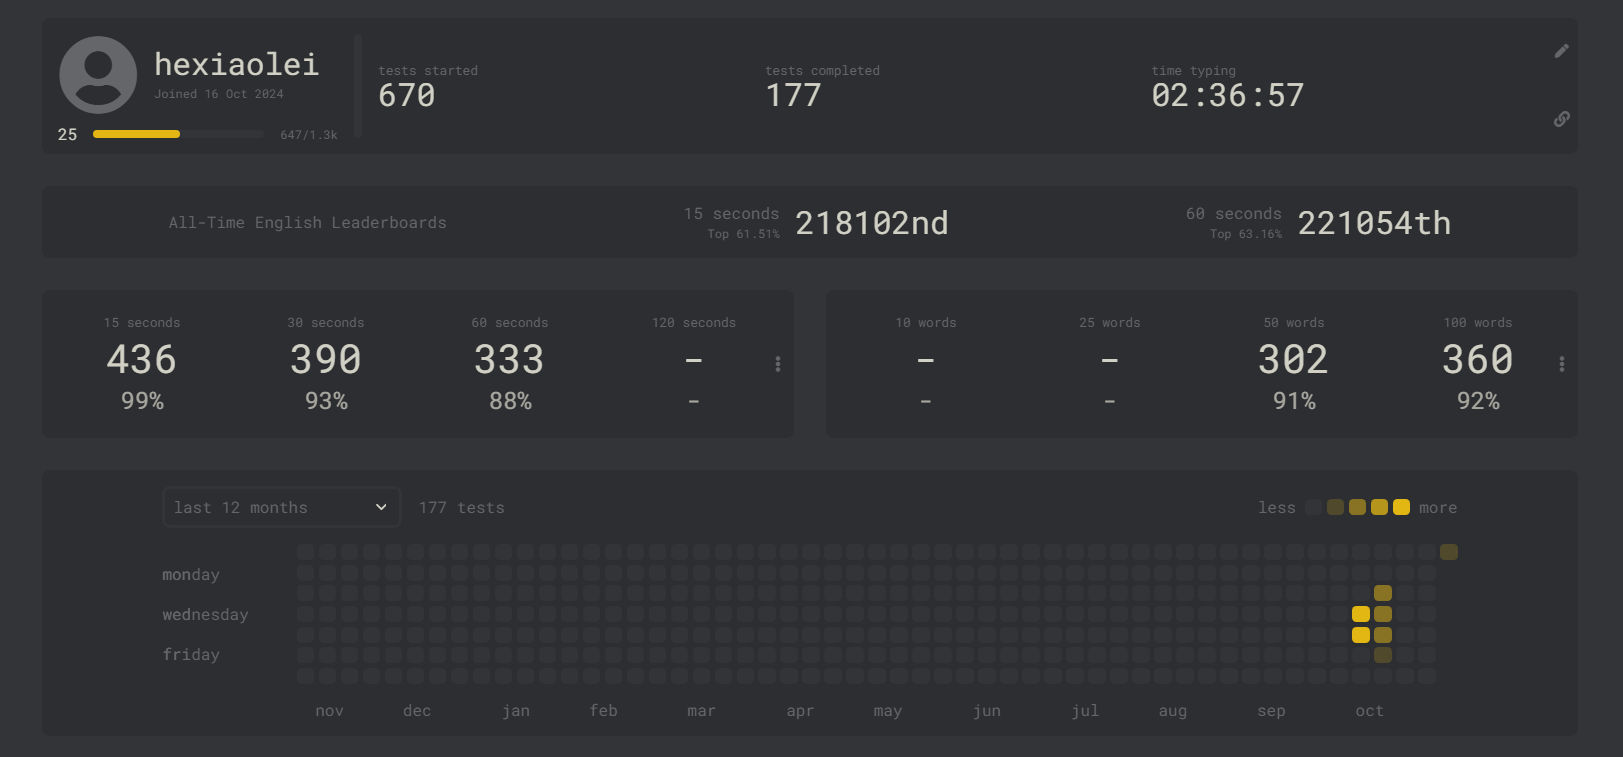 hexiaolei
Joined 16 Oct 2024
25 647/1.3k
tests started
670
tests completed
177
time typing
02:36:57
All-Time English Leaderboards
15 seconds
Top 61.51%
218102nd
60 seconds
Top 63.16%
221054th
15 seconds
436
99%
30 seconds
390
93%
60 seconds
333
88%
120 seconds
-
-
10 words
-
-
25 words
-
-
50 words
302
91%
100 words
360
92%
last 12 months
177 tests
less more
monday
wednesday
friday
nov dec jan feb mar apr may jun jul aug sep oct